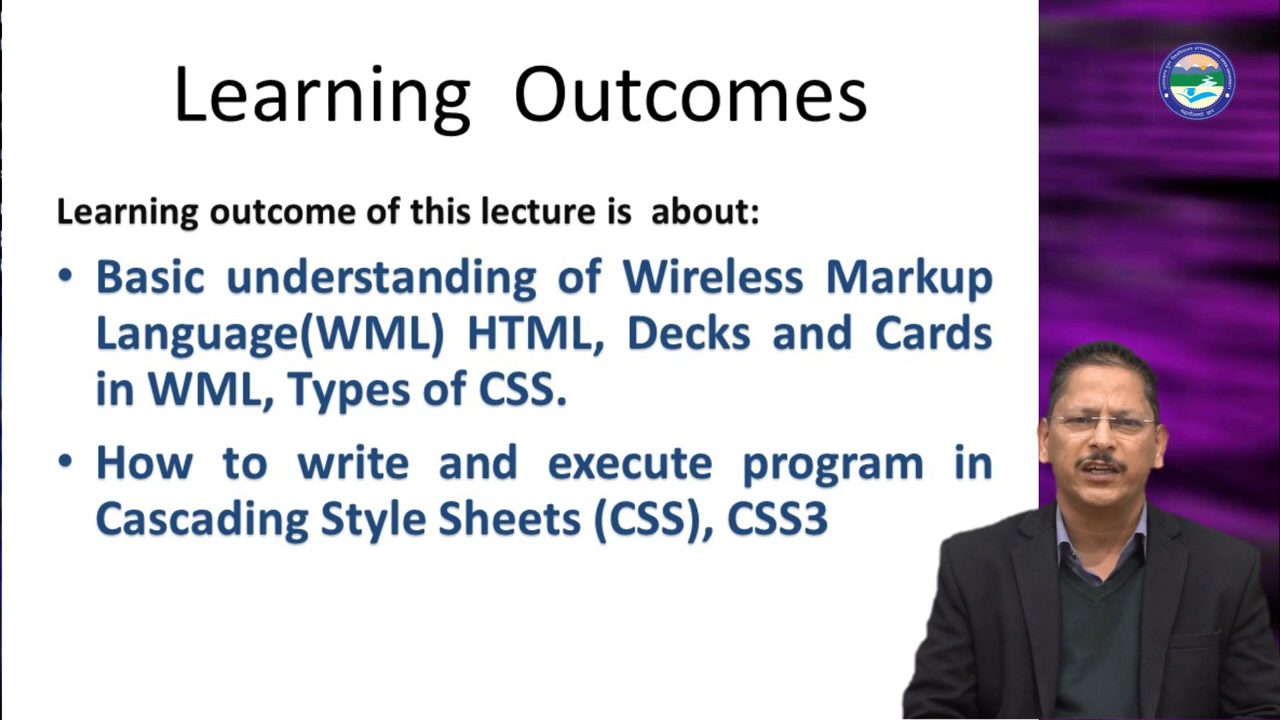 Learning Outcomes
Learning outcome of this lecture is about:
• Basic understanding of Wireless Markup
Language(WML) HTML, Decks and Cards
in WML, Types of CSS.
• How to write and execute program in
Cascading Style Sheets (CSS), CSS3